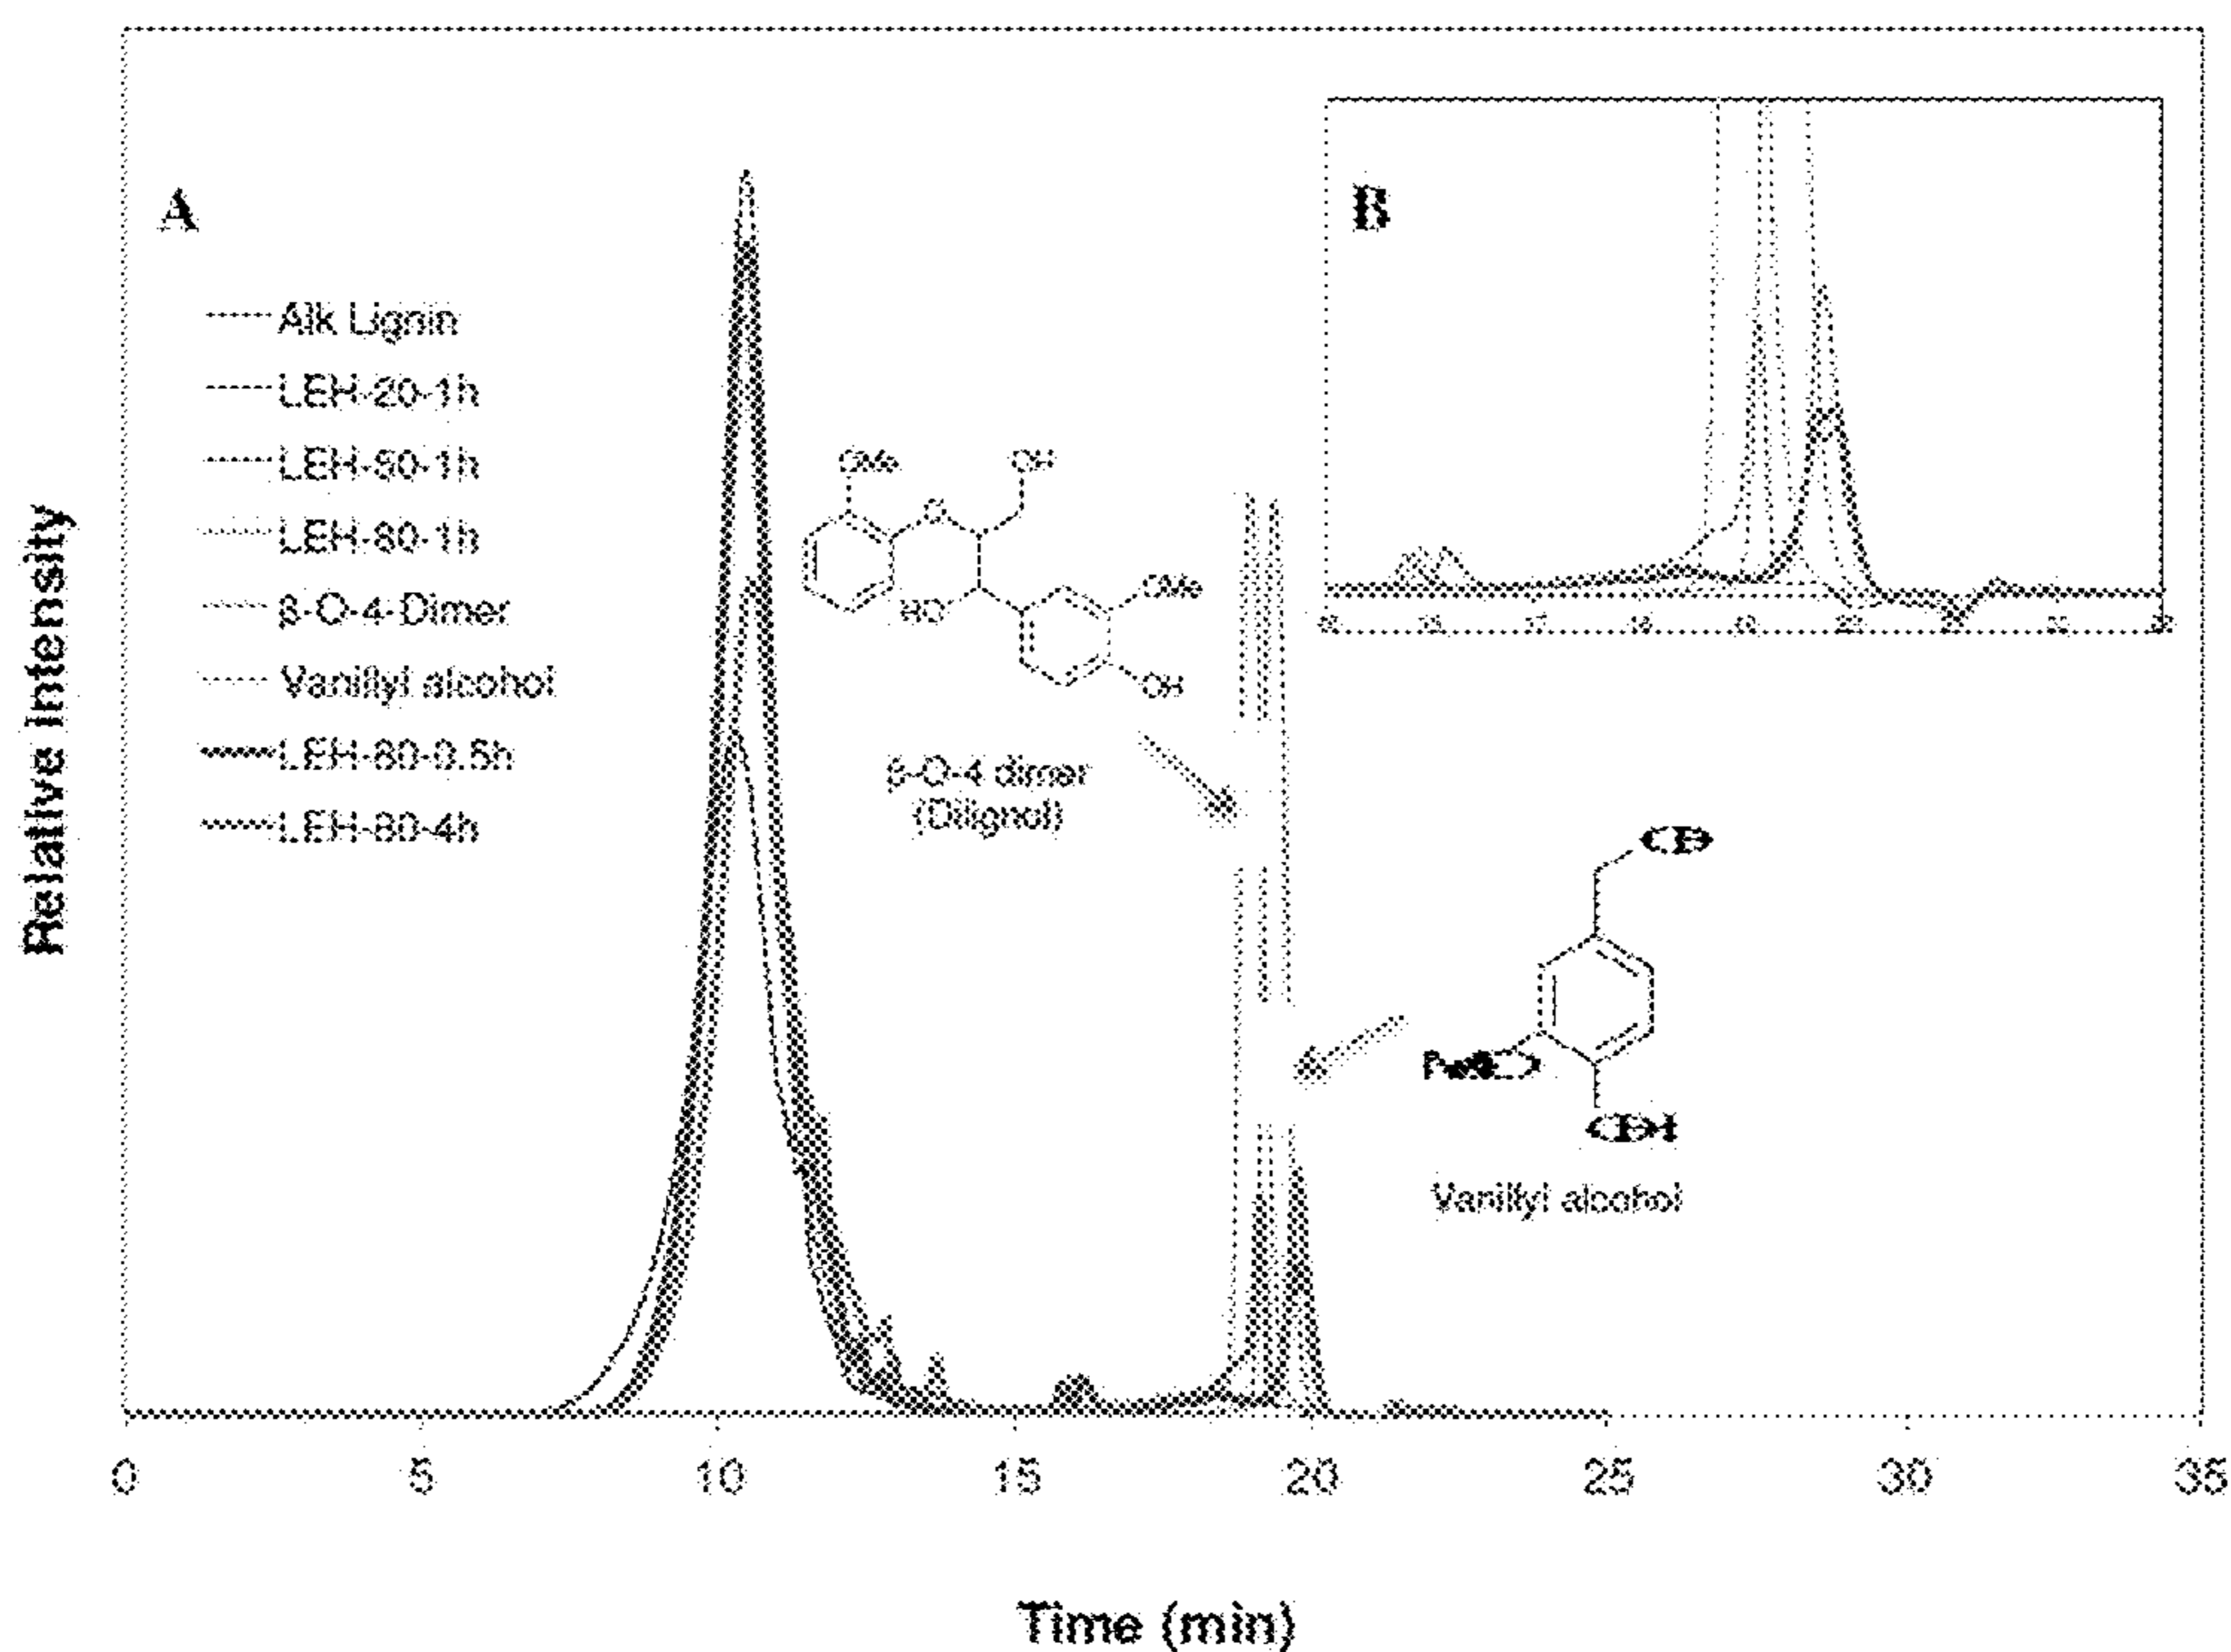 A
B
Alk Lignin
LEH-20-1h
LEH-50-1h
LEH-80-1h
β-O-4-Dimer
Vanillyl alcohol
LEH-80-0.5h
LEH-80-4h
OMe
OH
O
HO
OMe
OH
β-O-4 dimer
(Dilignol)
Vanillyl alcohol
Relative Intensity
0 5 10 15 20 25 30 35
Time (min)